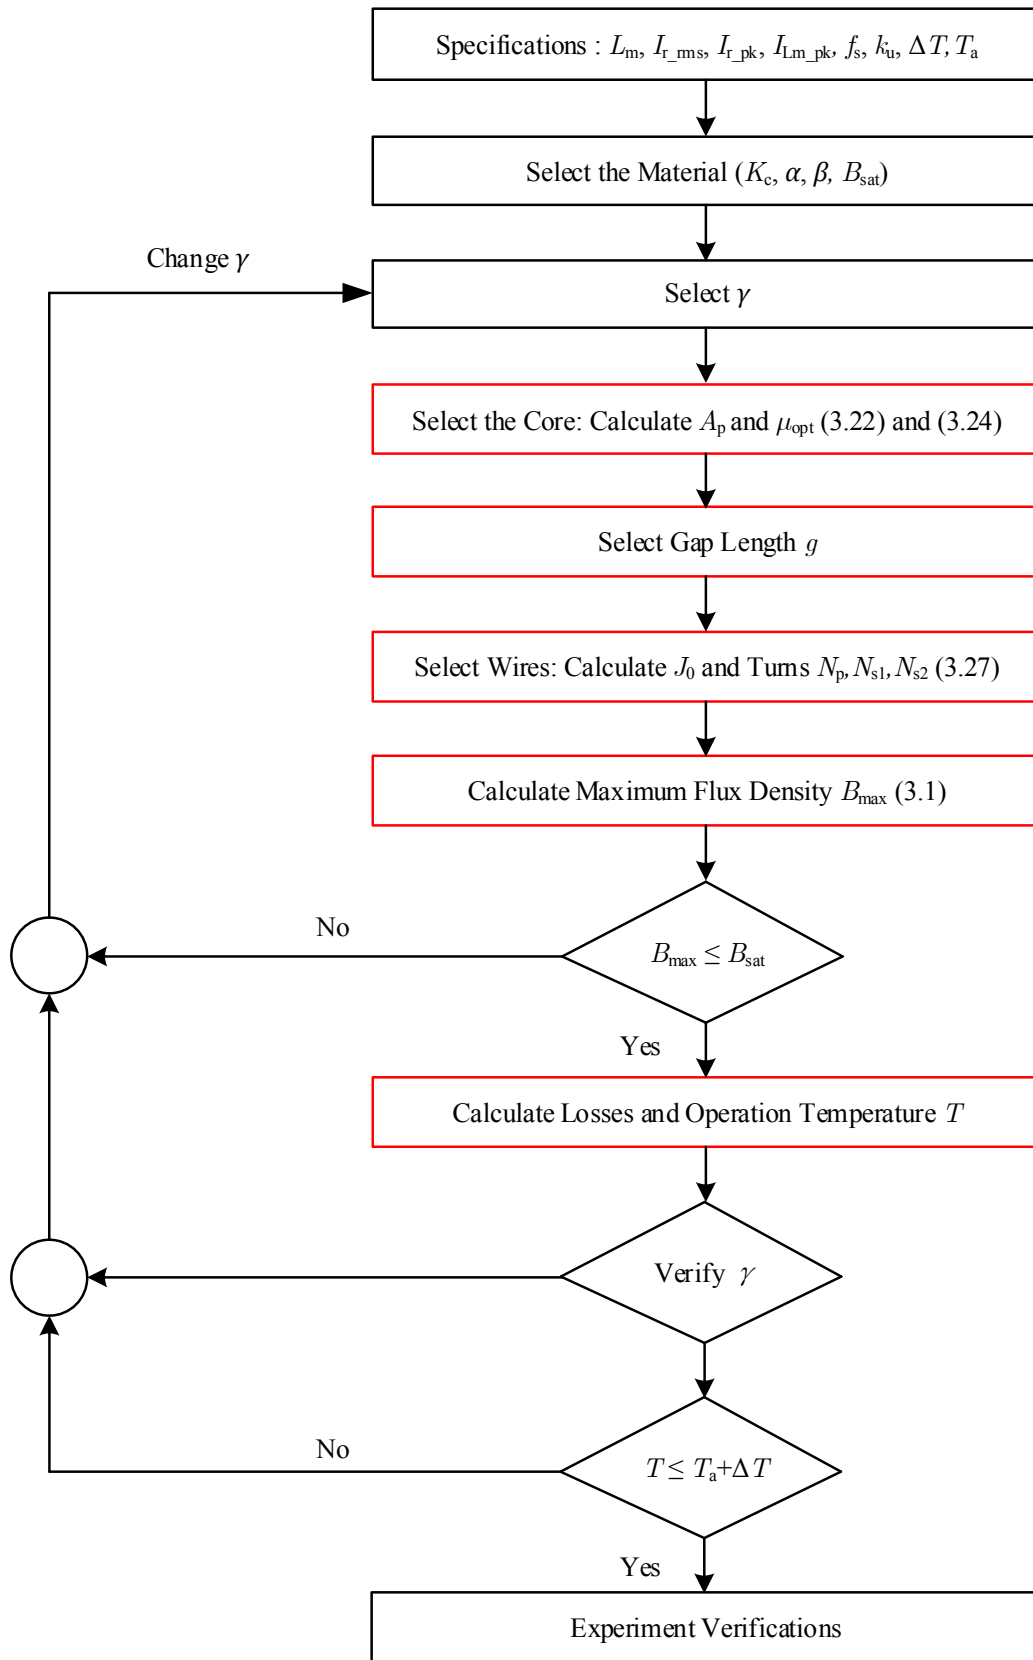 Specifications : Lm, Ir_rms, Ir_pk, ILm_pk, fs, ku, ΔT, Ta
Select the Material (Kc, α, β, Bsat)
Change γ
Select γ
Select the Core: Calculate Ap and μopt (3.22) and (3.24)
Select Gap Length g
Select Wires: Calculate J0 and Turns Np, Ns1, Ns2 (3.27)
Calculate Maximum Flux Density Bmax (3.1)
No
Bmax ≤ Bsat
Yes
Calculate Losses and Operation Temperature T
Verify γ
No
T ≤ Ta+ΔT
Yes
Experiment Verifications